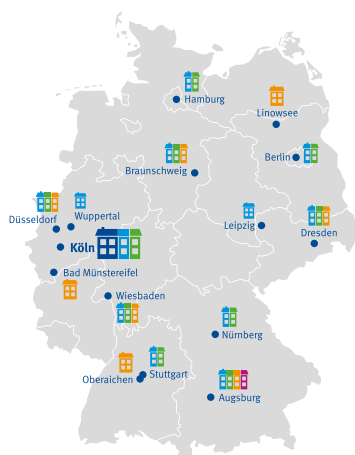 Hamburg
Linowsee
Berlin
Braunschweig
Wuppertal
Düsseldorf
Leipzig
Dresden
Köln
Bad Münstereifel
Wiesbaden
Nürnberg
Stuttgart
Oberaichen
Augsburg